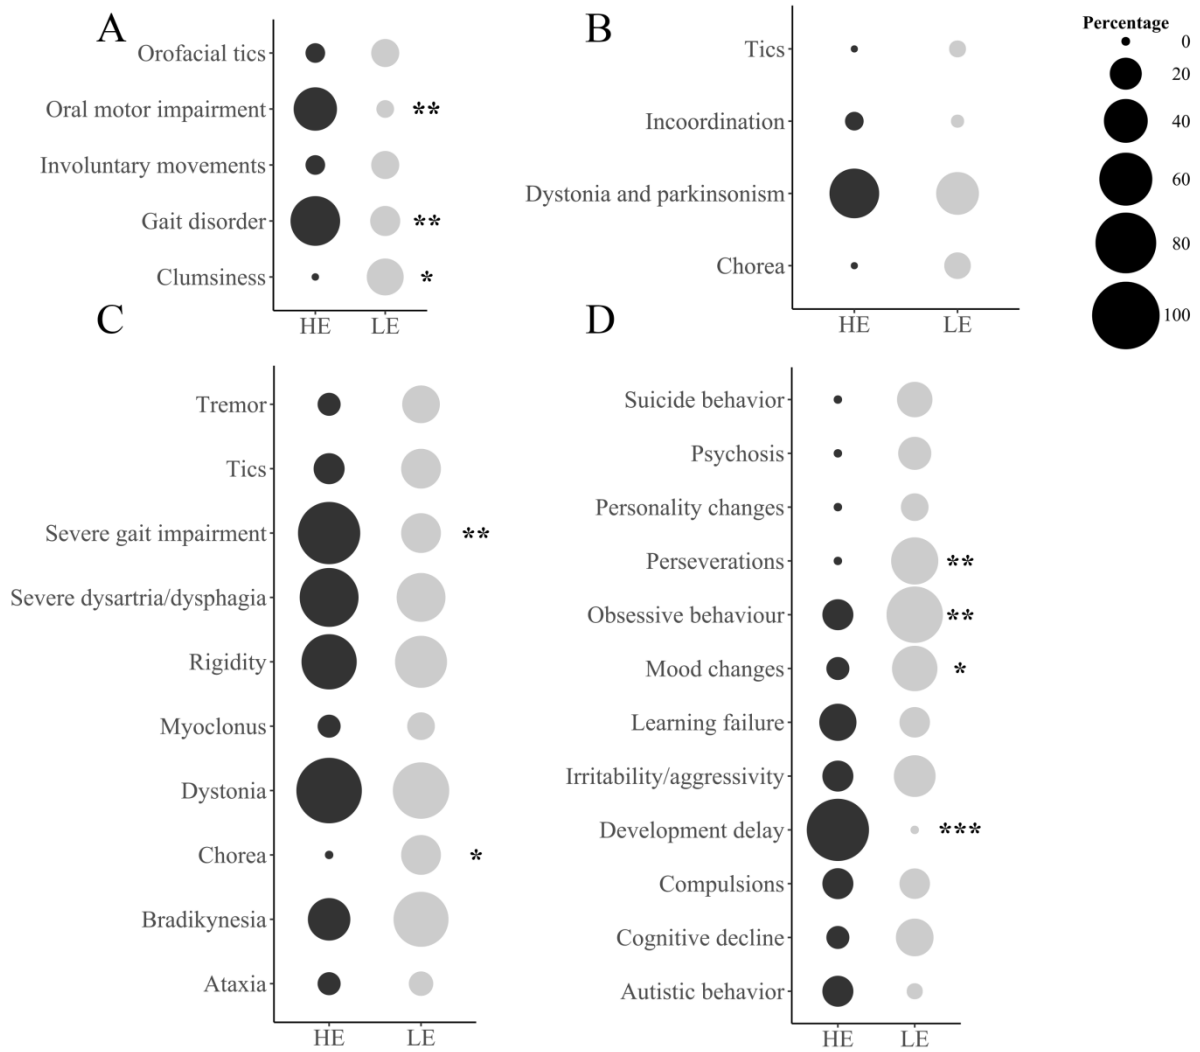 A
Orofacial tics
Oral motor impairment
**
Involuntary movements
Gait disorder
**
Clumsiness
*
HE LE
B
Tics
Incoordination
Dystonia and parkinsonism
Chorea
HE LE
Percentage
0
20
40
60
80
100
C
Tremor
Tics
Severe gait impairment
**
Severe dysartria/dysphagia
Rigidity
Myoclonus
Dystonia
Chorea
*
Bradikynesia
Ataxia
HE LE
D
Suicide behavior
Psychosis
Personality changes
Perseverations
**
Obsessive behaviour
**
Mood changes
*
Learning failure
Irritability/aggressivity
Development delay
***
Compulsions
Cognitive decline
Autistic behavior
HE LE